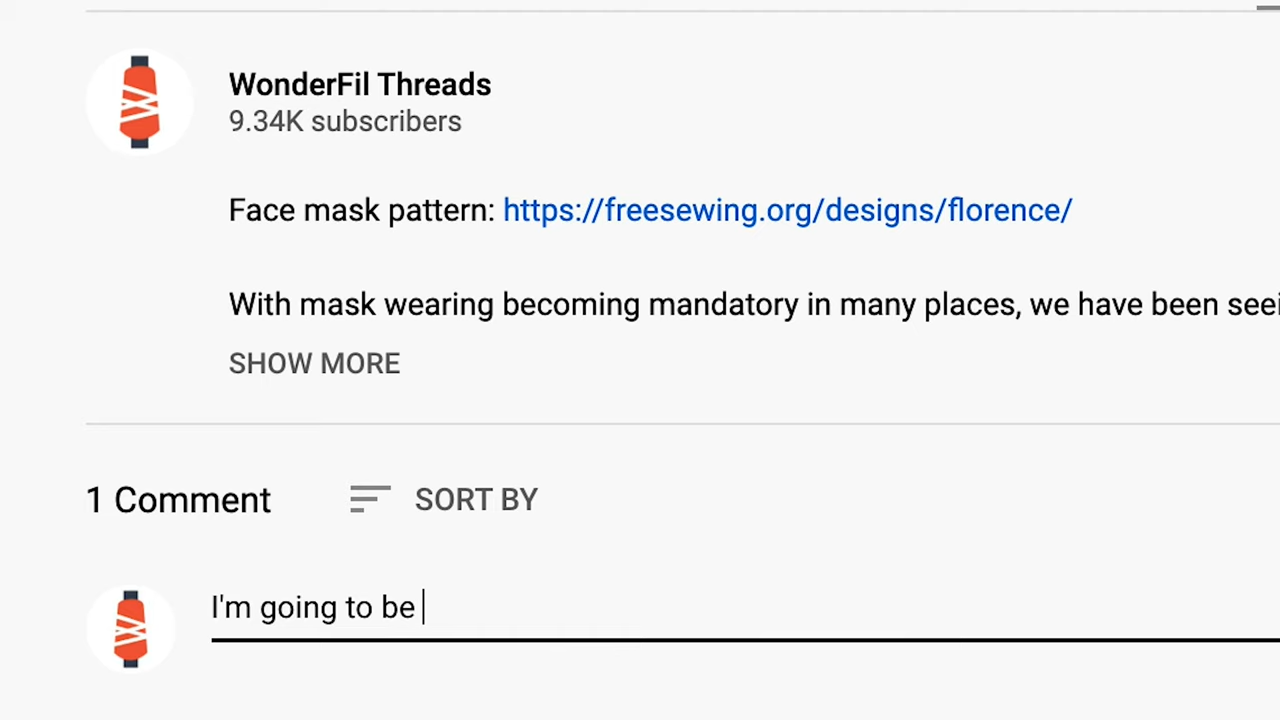 WonderFil Threads
9.34K subscribers
Face mask pattern: https://freesewing.org/designs/florence/
With mask wearing becoming mandatory in many places, we have been seei
SHOW MORE
1 Comment SORT BY
I'm going to be